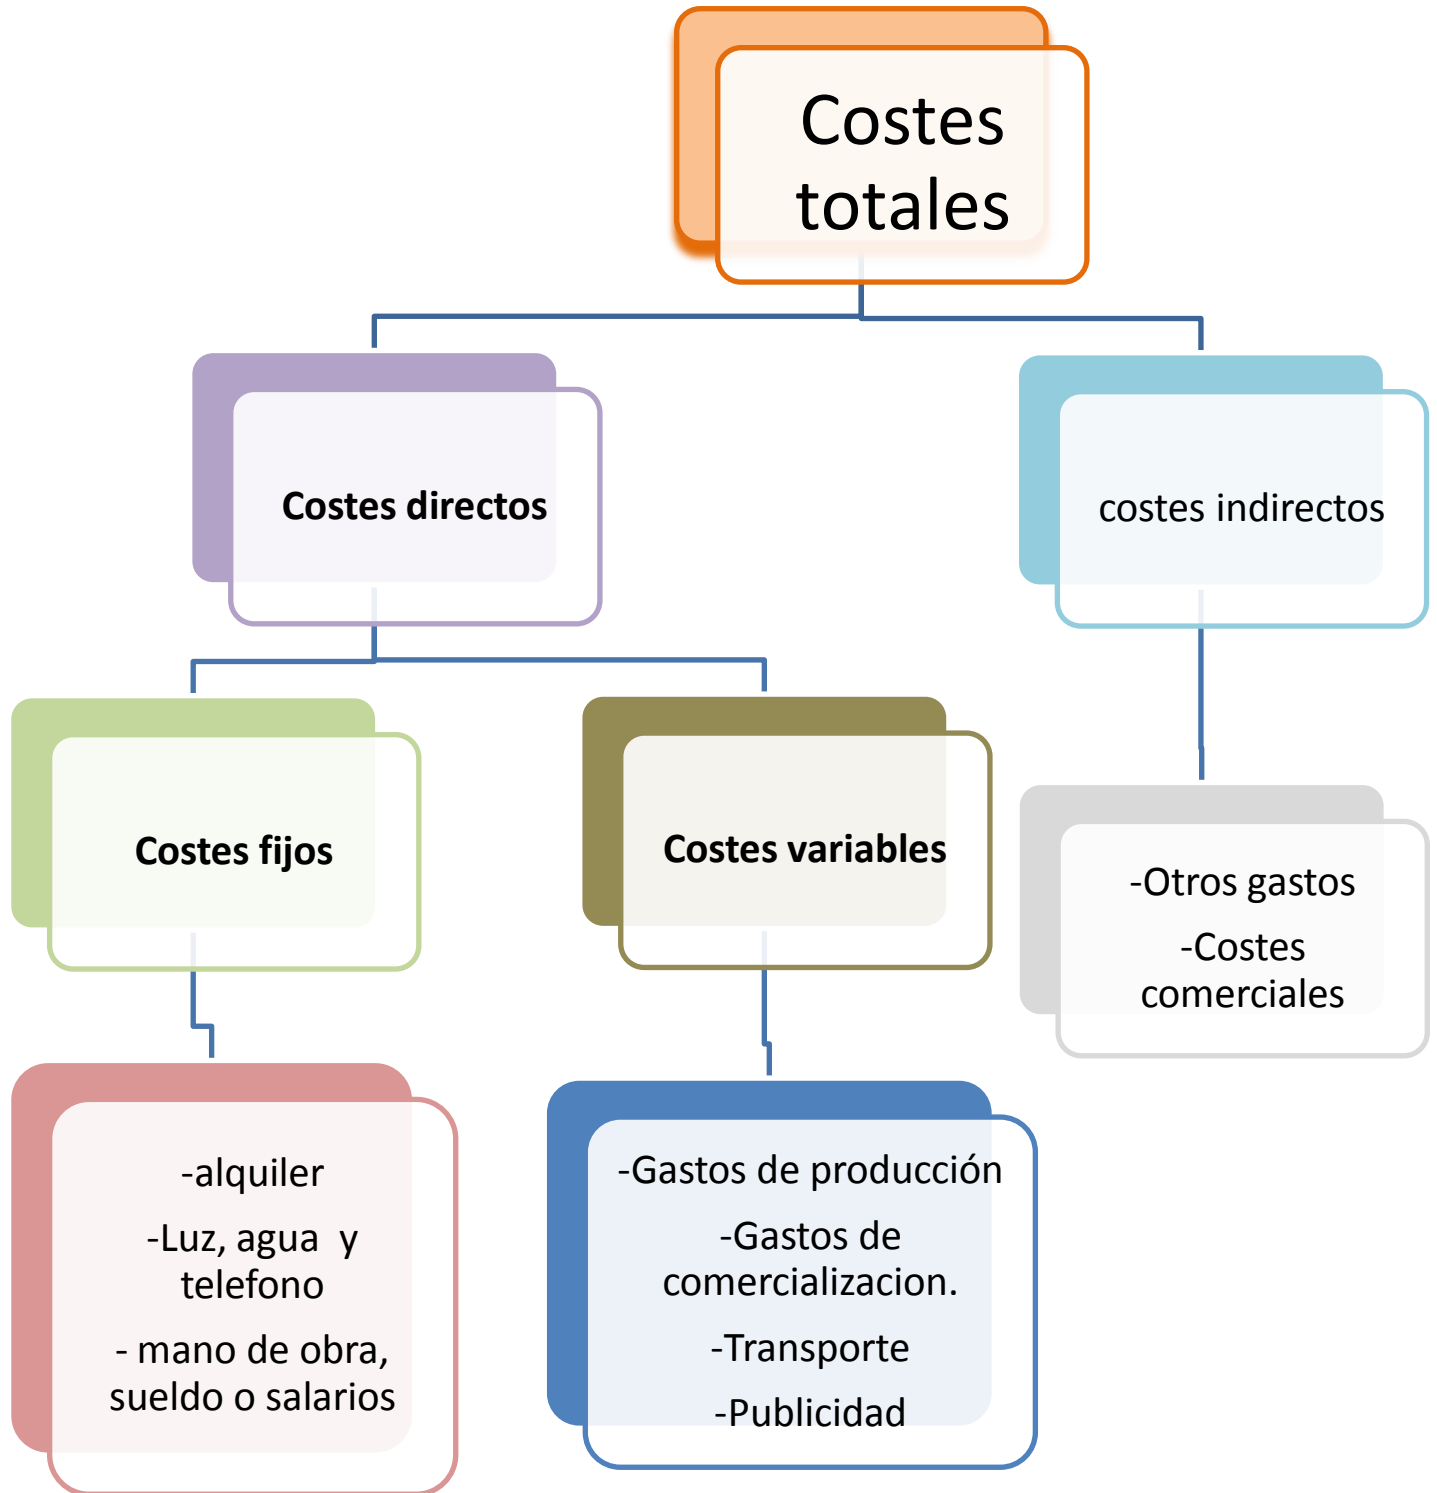 Costes
totales
Costes directos
costes indirectos
Costes fijos
Costes variables
-Otros gastos
-Costes
comerciales
-alquiler
-Luz, agua  y
telefono
- mano de obra,
sueldo o salarios
-Gastos de producción
-Gastos de
comercializacion.
-Transporte
-Publicidad